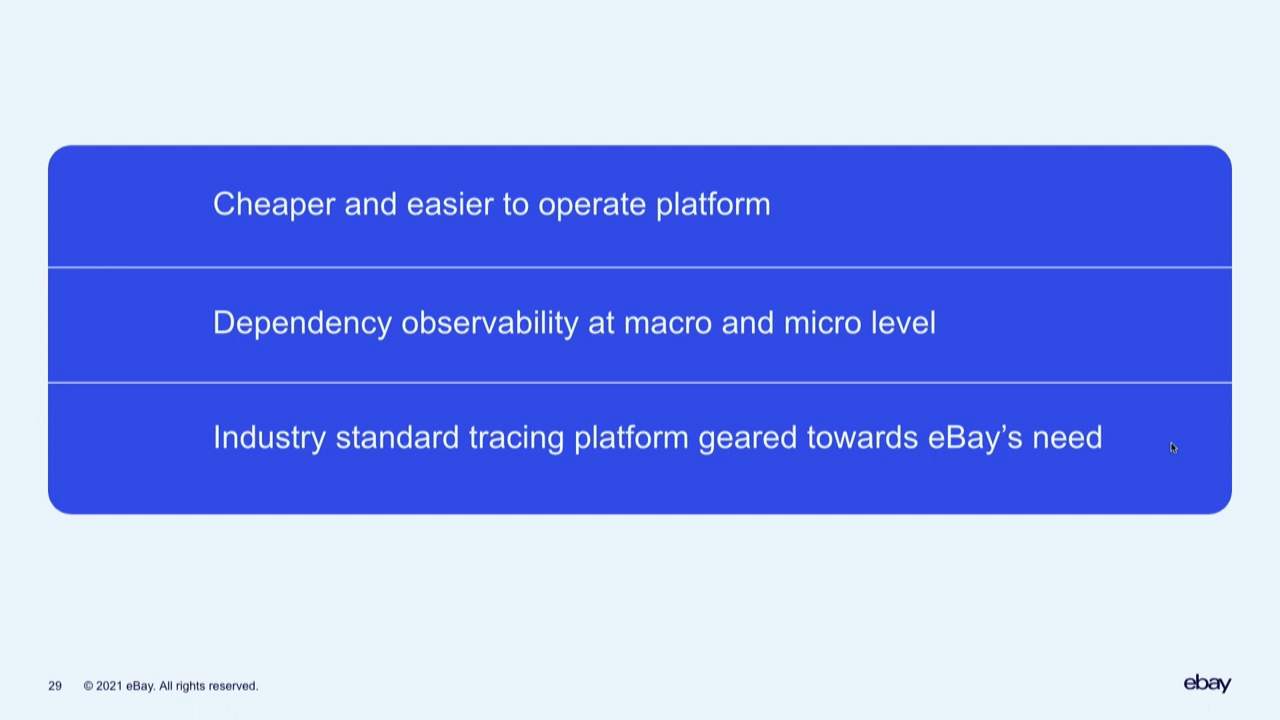 Cheaper and easier to operate platform
Dependency observability at macro and micro level
Industry standard tracing platform geared towards eBay’s need
29 © 2021 eBay. All rights reserved.
ebay